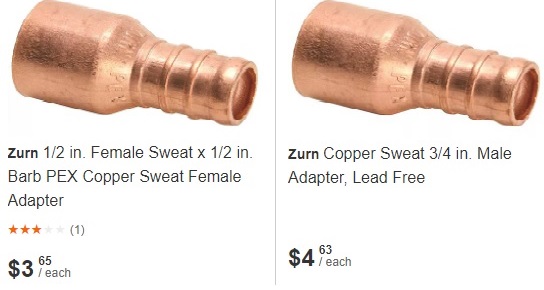 Zurn 1/2 in. Female Sweat x 1/2 in.
Barb PEX Copper Sweat Female
Adapter
(1)
$3 65 / each
Zurn Copper Sweat 3/4 in. Male
Adapter, Lead Free
$4 63 / each